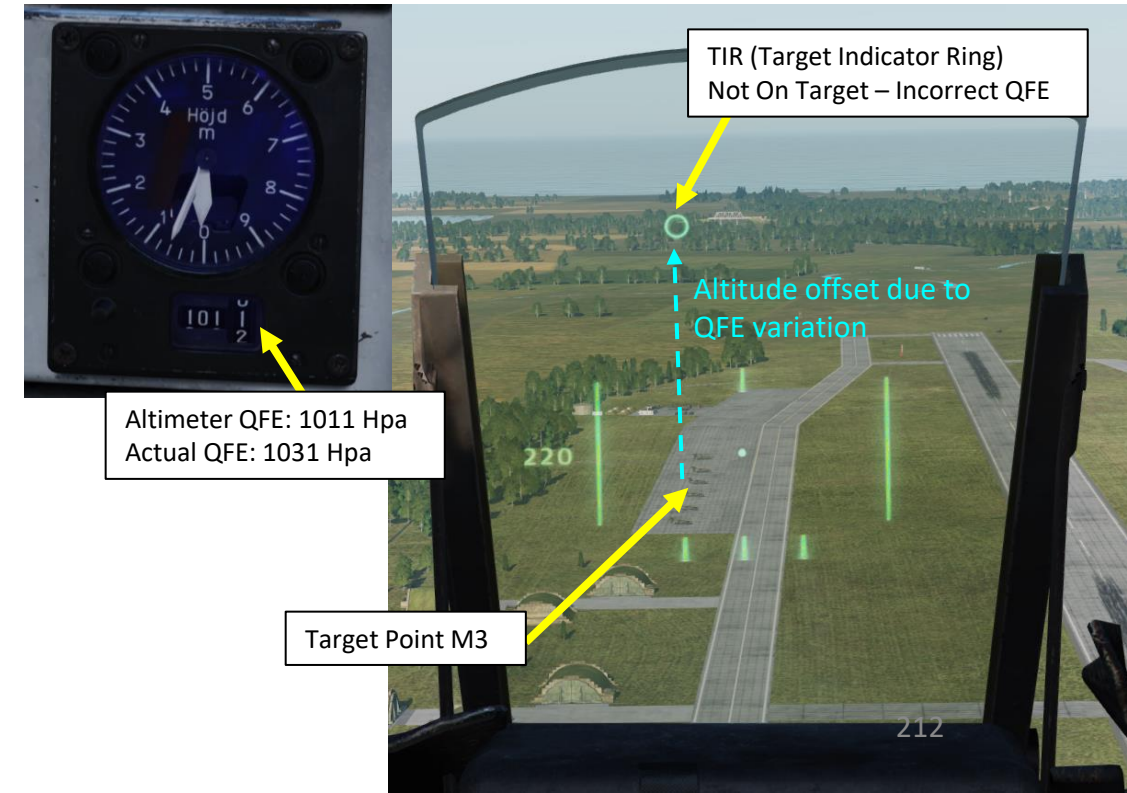 5
4 6
Höjd
m
3 7
2 8
1 9
0
0
101 1
2
TIR (Target Indicator Ring)
Not On Target – Incorrect QFE
Altitude offset due to
QFE variation
Altimeter QFE: 1011 Hpa
Actual QFE: 1031 Hpa
220
Target Point M3
212